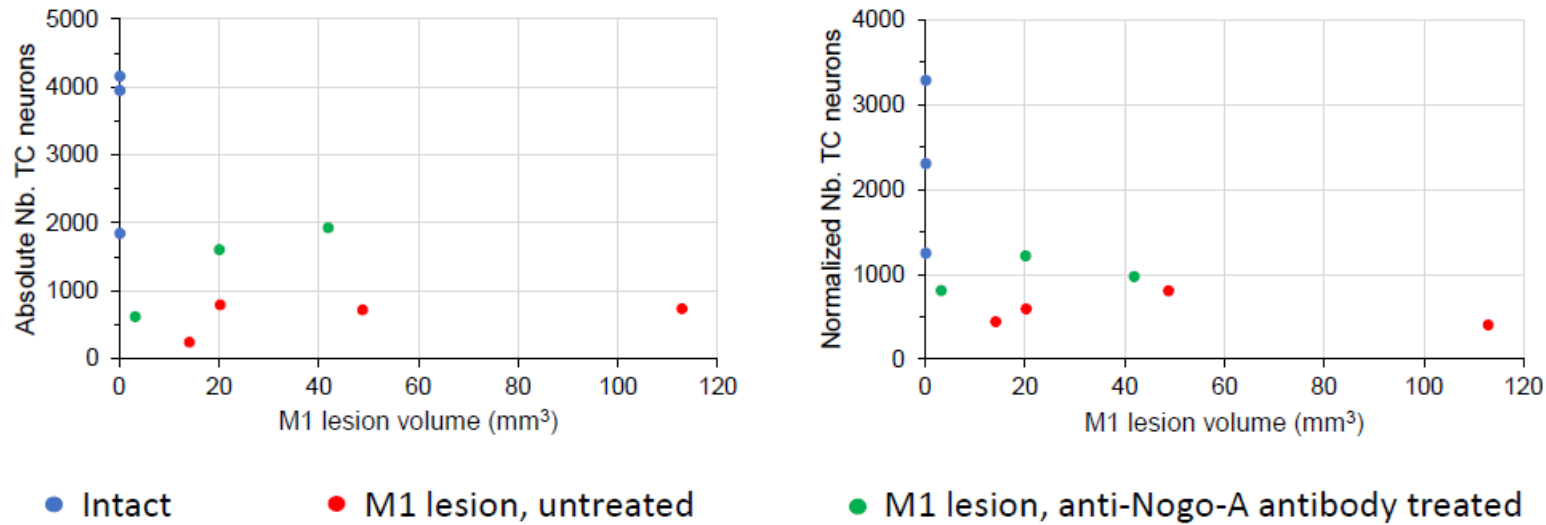 5000
4000
3000
2000
1000
0
Absolute Nb. TC neurons
0 20 40 60 80 100 120
M1 lesion volume (mm³)
4000
3000
2000
1000
0
Normalized Nb. TC neurons
0 20 40 60 80 100 120
M1 lesion volume (mm³)
Intact
M1 lesion, untreated
M1 lesion, anti-Nogo-A antibody treated